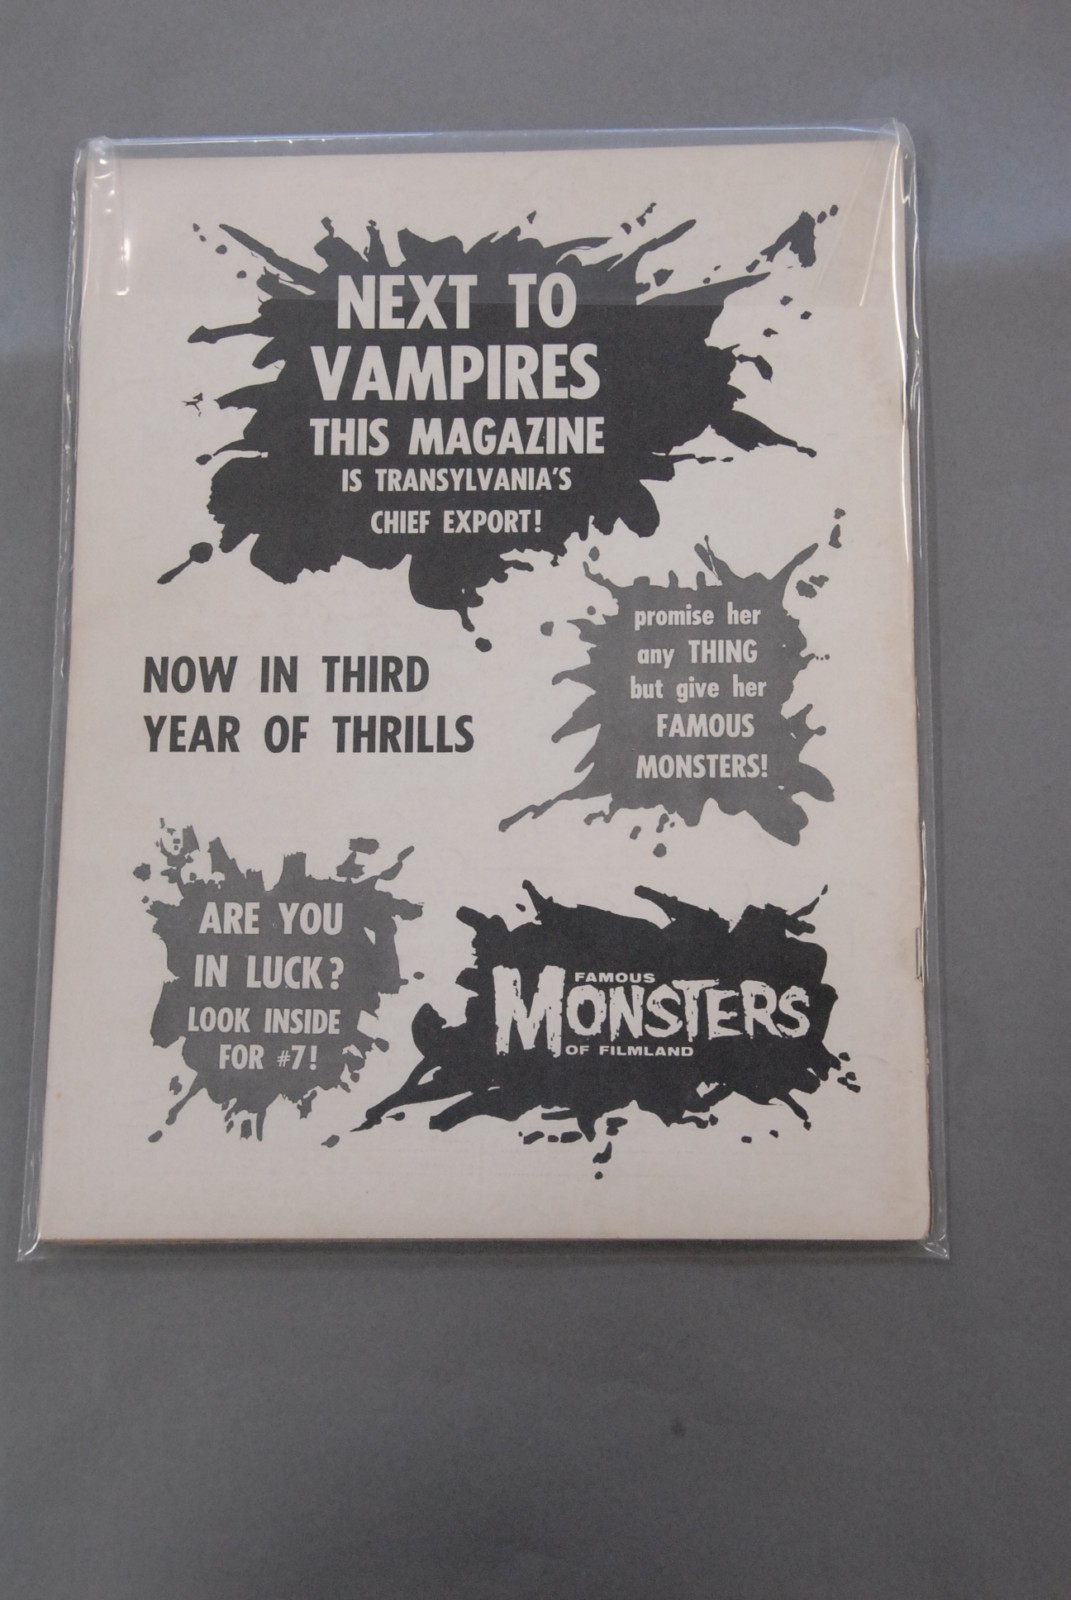 NEXT TO
VAMPIRES
THIS MAGAZINE
IS TRANSYLVANIA'S
CHIEF EXPORT!
promise her
any THING
but give her
FAMOUS
MONSTERS!
NOW IN THIRD
YEAR OF THRILLS
ARE YOU
IN LUCK?
LOOK INSIDE
FOR #7!
FAMOUS
MONSTERS
OF FILMLAND